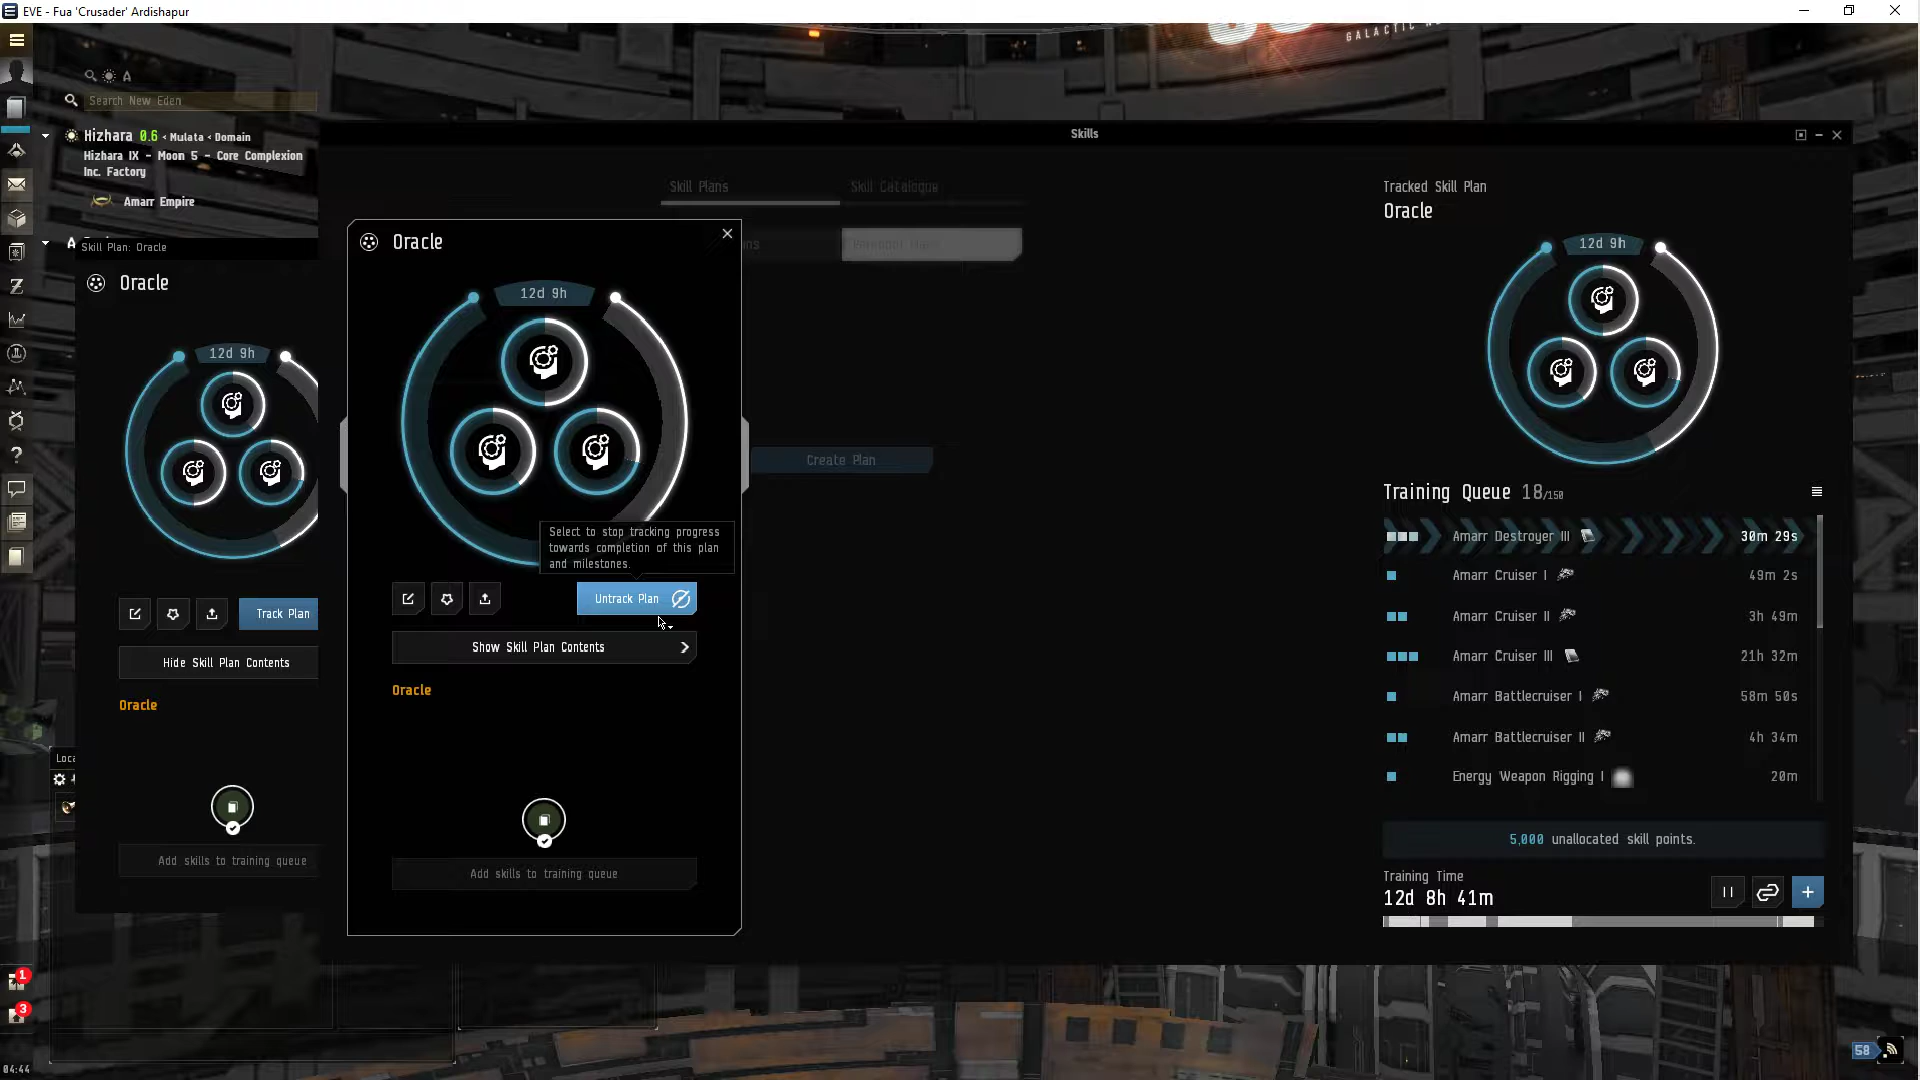 EVE - Fua 'Crusader' Ardishapur
GALACTIC
A
Search New Eden
Hizhara 0.6 < Mulata < Domain
Hizhara IX - Moon 5 - Core Complexion
Inc. Factory
Amarr Empire
Skill Plan: Oracle
Oracle
12d 9h
Track Plan
Hide Skill Plan Contents
Oracle
Add skills to training queue
Skills
Skill Plans
Skill Catalogue
Oracle
12d 9h
Select to stop tracking progress
towards completion of this plan
and milestones.
Untrack Plan
Show Skill Plan Contents
Oracle
Add skills to training queue
Create Plan
Tracked Skill Plan
Oracle
12d 9h
Training Queue 18/150
Amarr Destroyer III 30m 29s
Amarr Cruiser I 49m 2s
Amarr Cruiser II 3h 49m
Amarr Cruiser III 21h 32m
Amarr Battlecruiser I 58m 50s
Amarr Battlecruiser II 4h 34m
Energy Weapon Rigging I 20m
5,000 unallocated skill points.
Training Time
12d 8h 41m
1
3
04:44
58